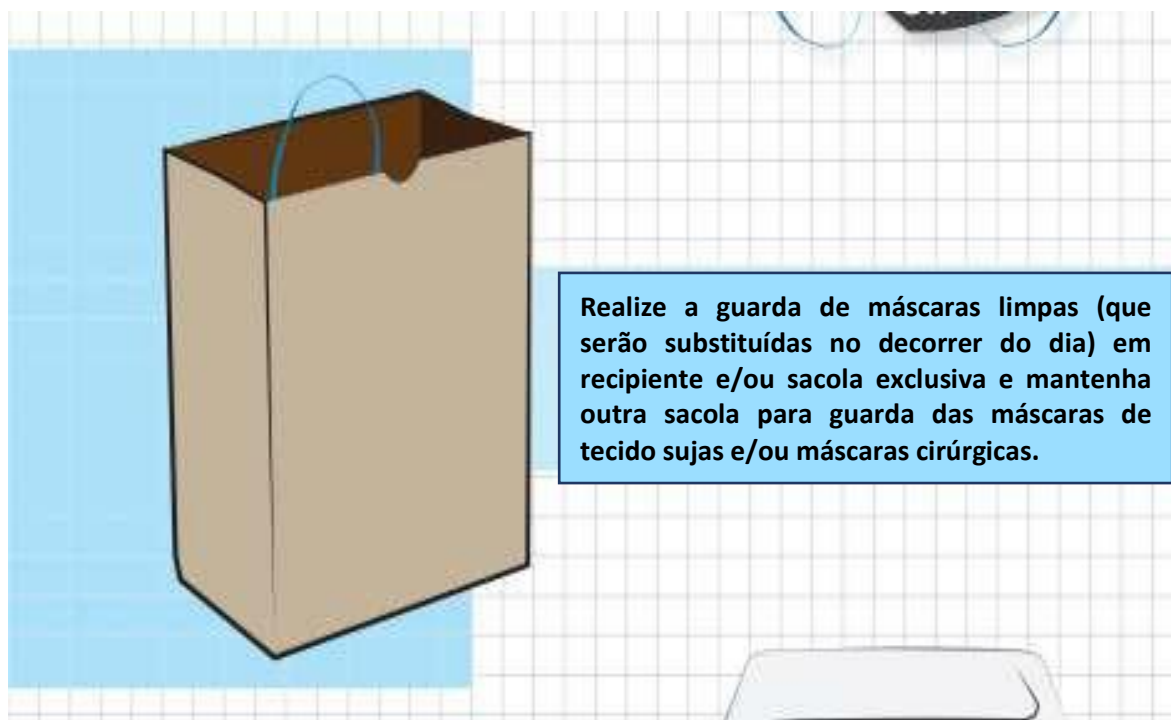 Realize a guarda de máscaras limpas (que
serão substituídas no decorrer do dia) em
recipiente e/ou sacola exclusiva e mantenha
outra sacola para guarda das máscaras de
tecido sujas e/ou máscaras cirúrgicas.